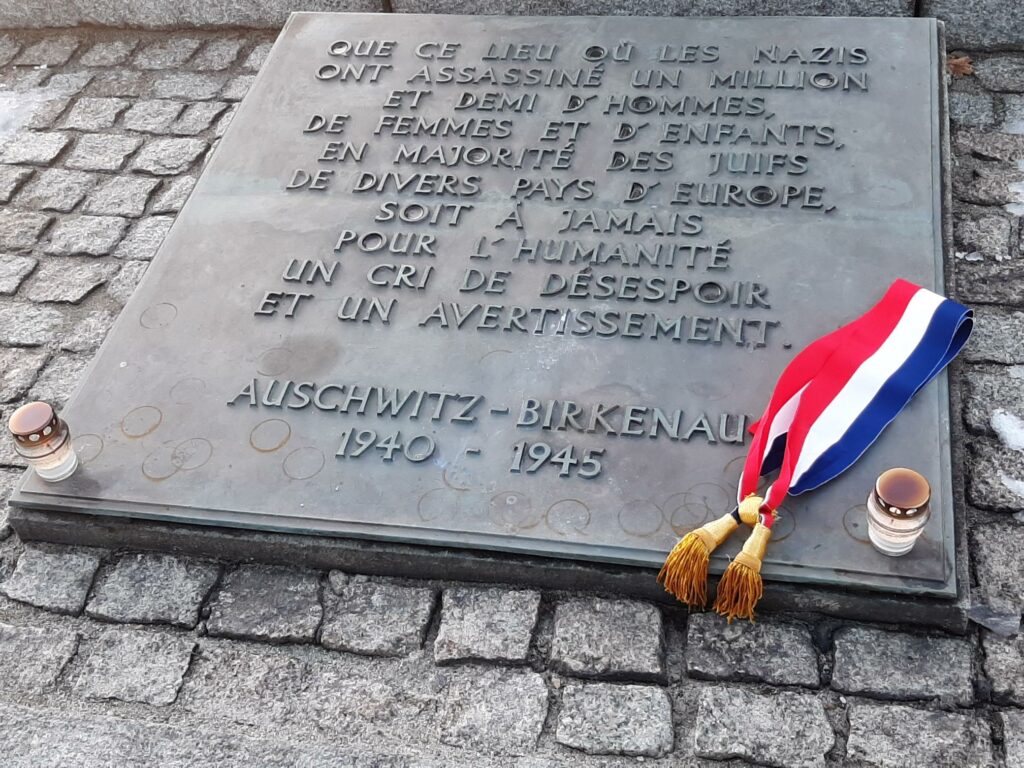 QUE CE LIEU OÙ LES NAZIS
ONT ASSASSINÉ UN MILLION
ET DEMI D'HOMMES,
DE FEMMES ET D'ENFANTS,
EN MAJORITÉ DES JUIFS
DE DIVERS PAYS D'EUROPE,
SOIT A JAMAIS
POUR L'HUMANITÉ
UN CRI DE DÉSESPOIR
ET UN AVERTISSEMENT.
AUSCHWITZ - BIRKENAU
1940 - 1945